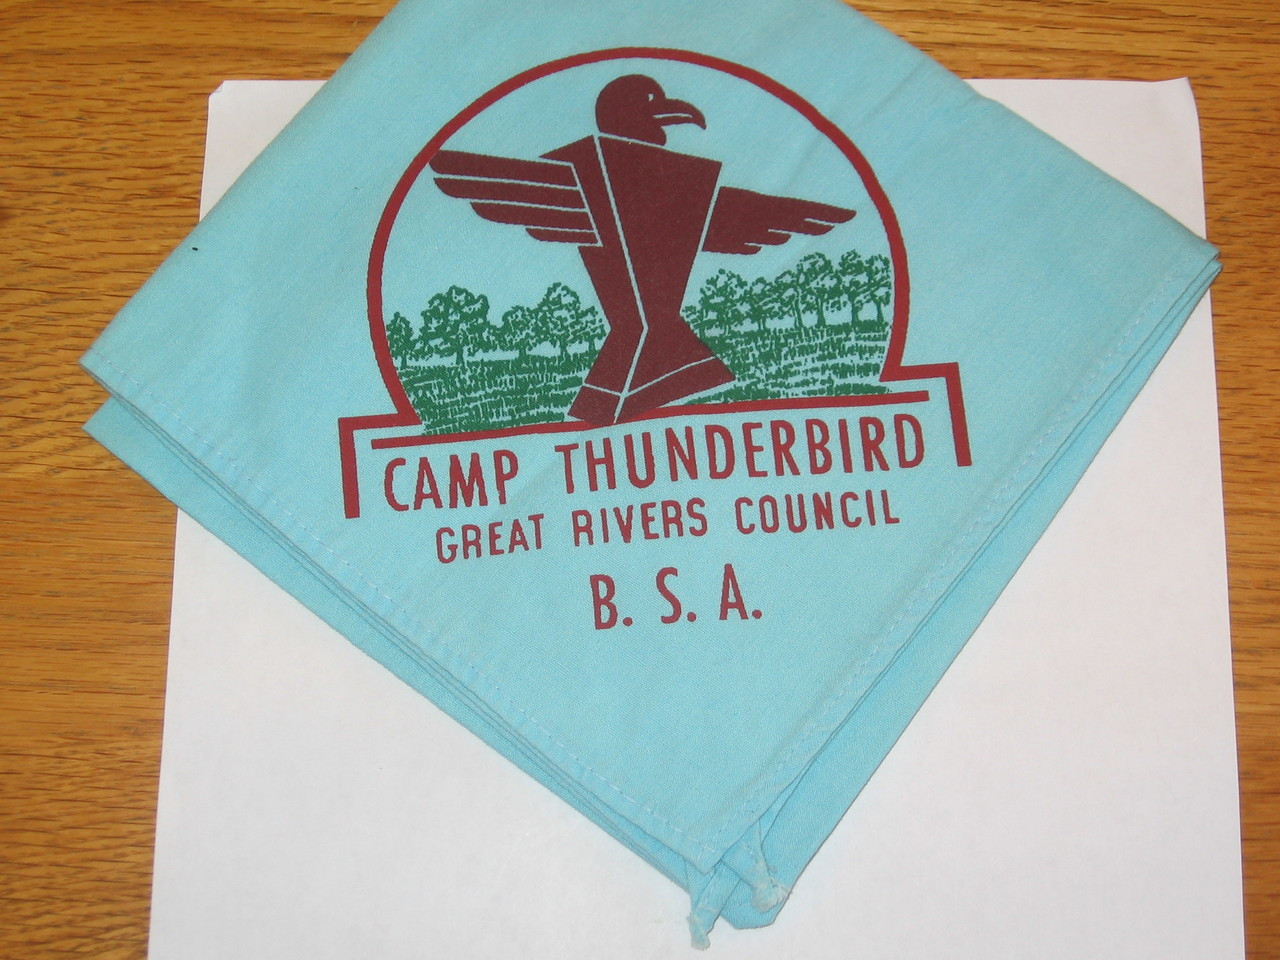 CAMP THUNDERBIRD
GREAT RIVERS COUNCIL
B. S. A.